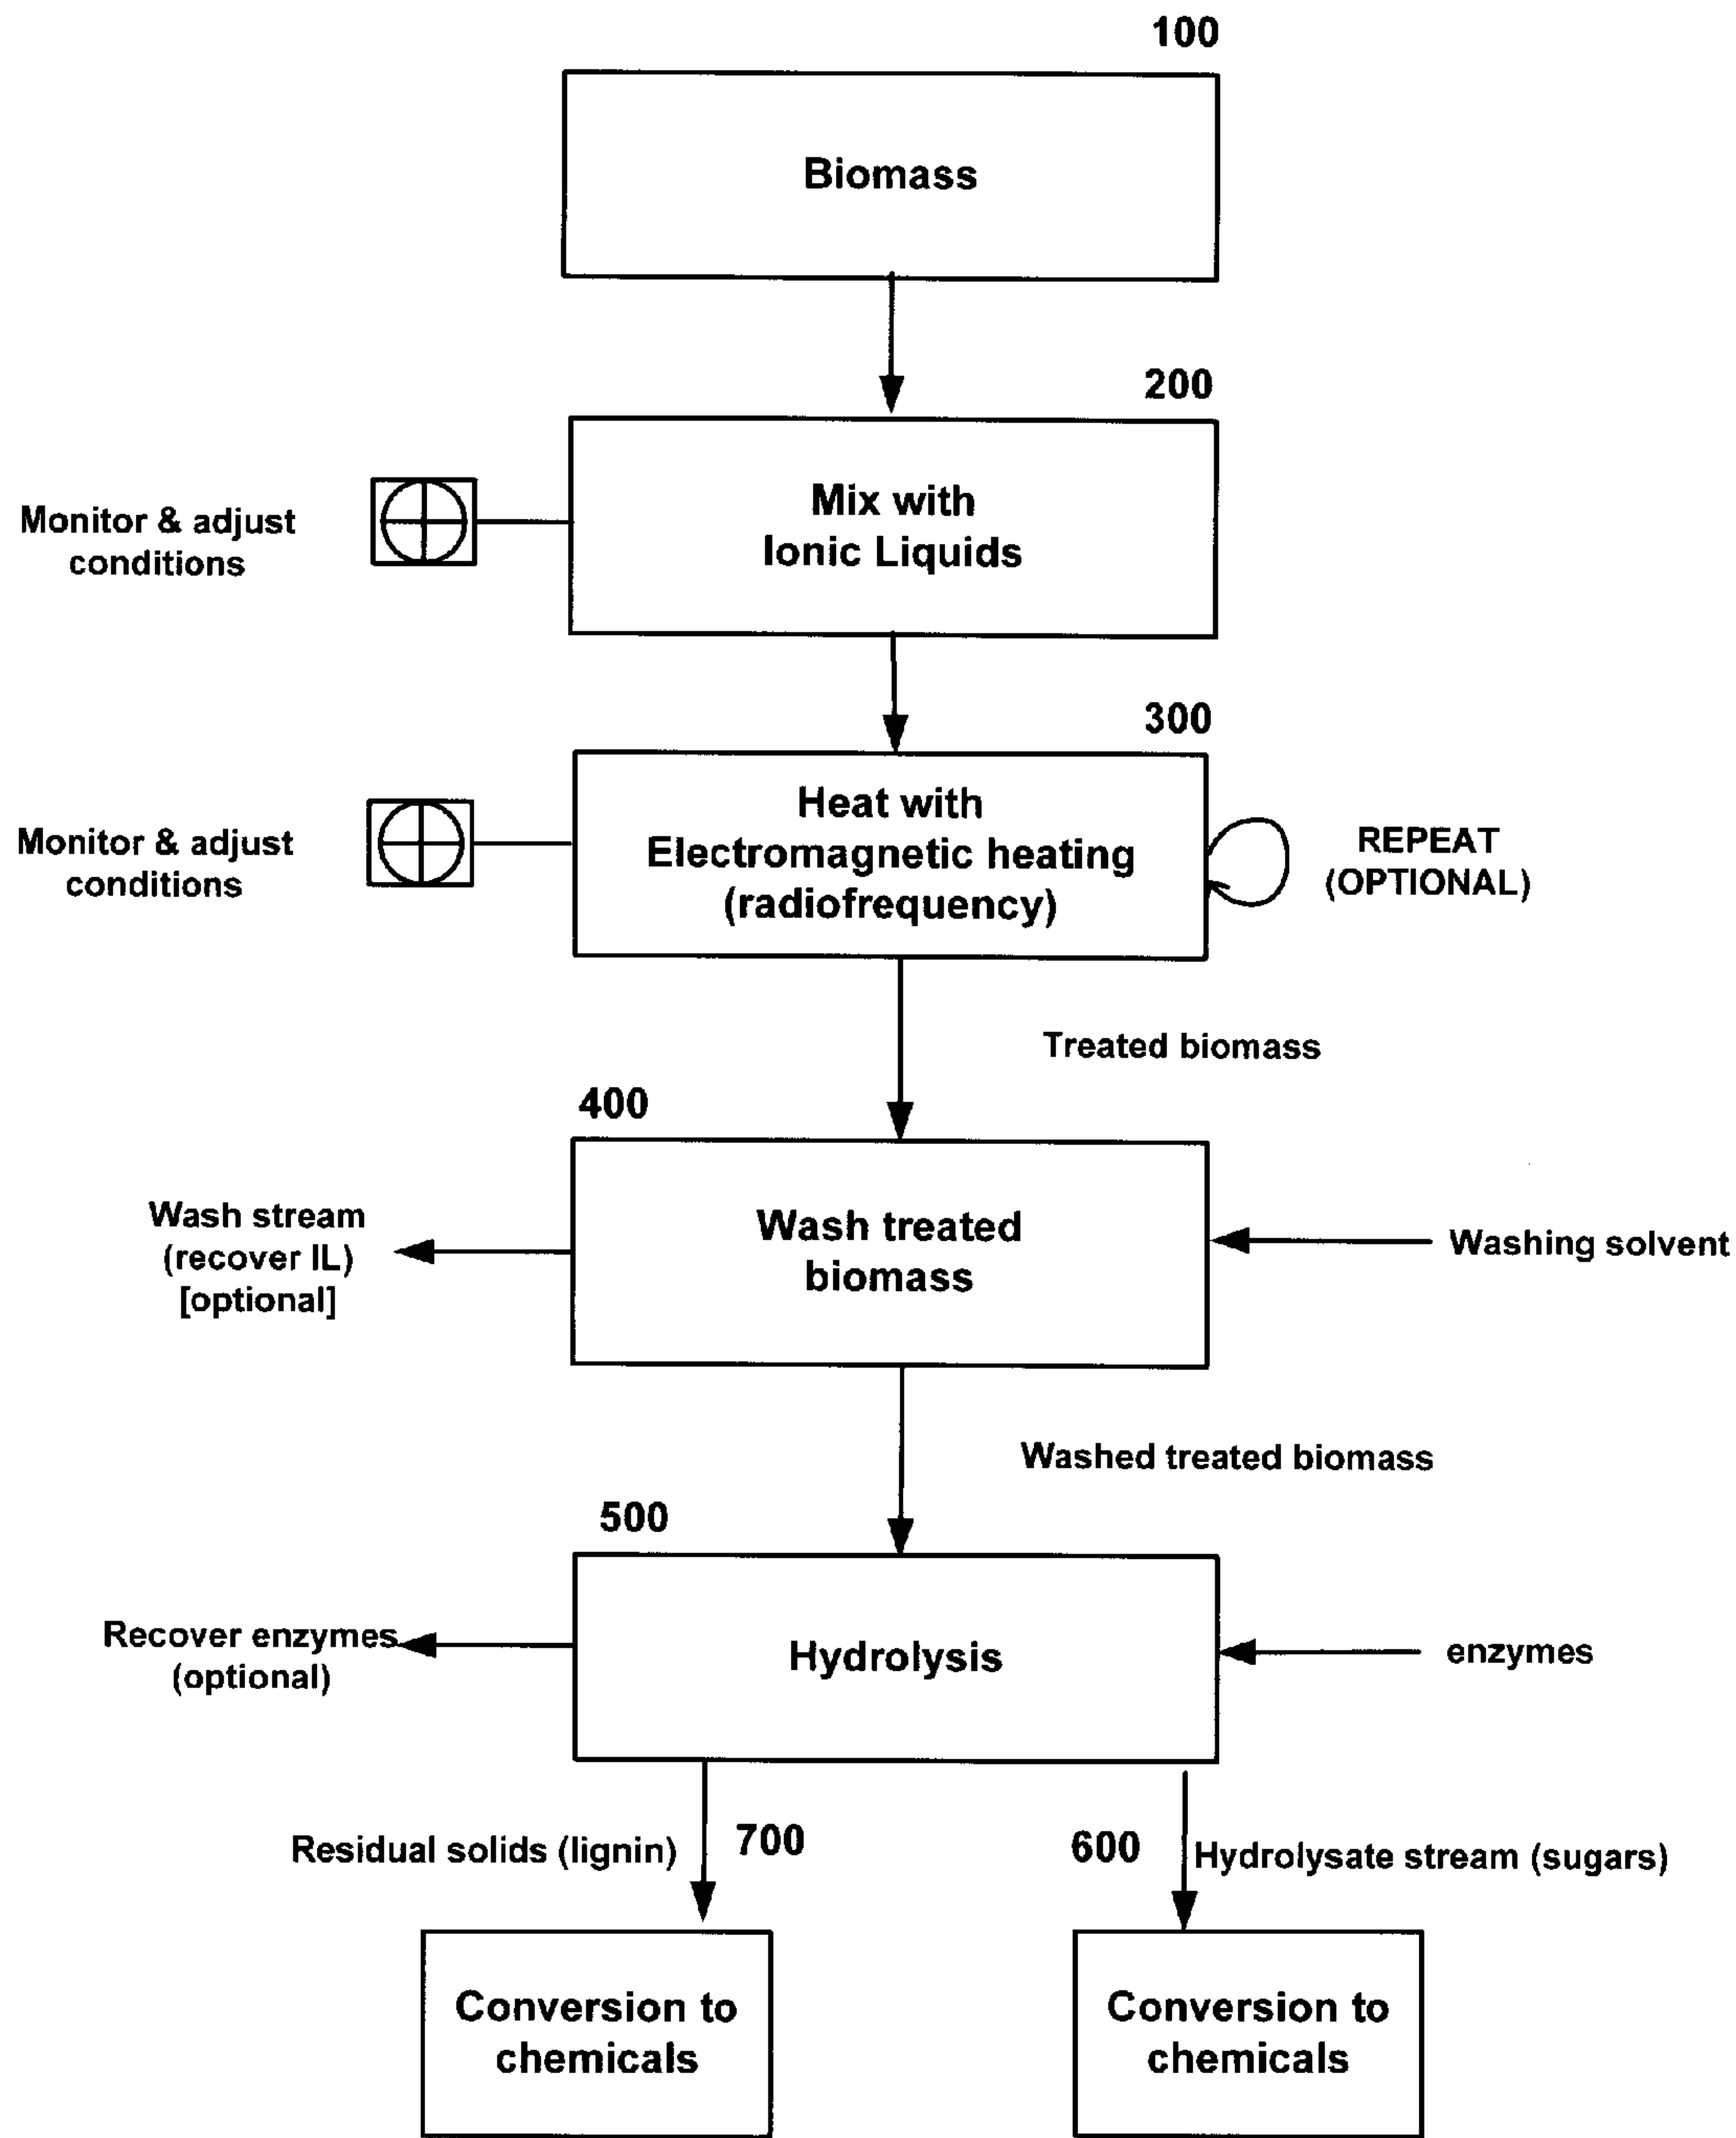 100
Biomass
200
Mix with
Ionic Liquids
Monitor & adjust
conditions
300
Heat with
Electromagnetic heating
(radiofrequency)
Monitor & adjust
conditions
REPEAT
(OPTIONAL)
Treated biomass
400
Wash treated
biomass
Wash stream
(recover IL)
[optional]
Washing solvent
Washed treated biomass
500
Hydrolysis
Recover enzymes
(optional)
enzymes
Residual solids (lignin)
700
600
Hydrolysate stream (sugars)
Conversion to
chemicals
Conversion to
chemicals